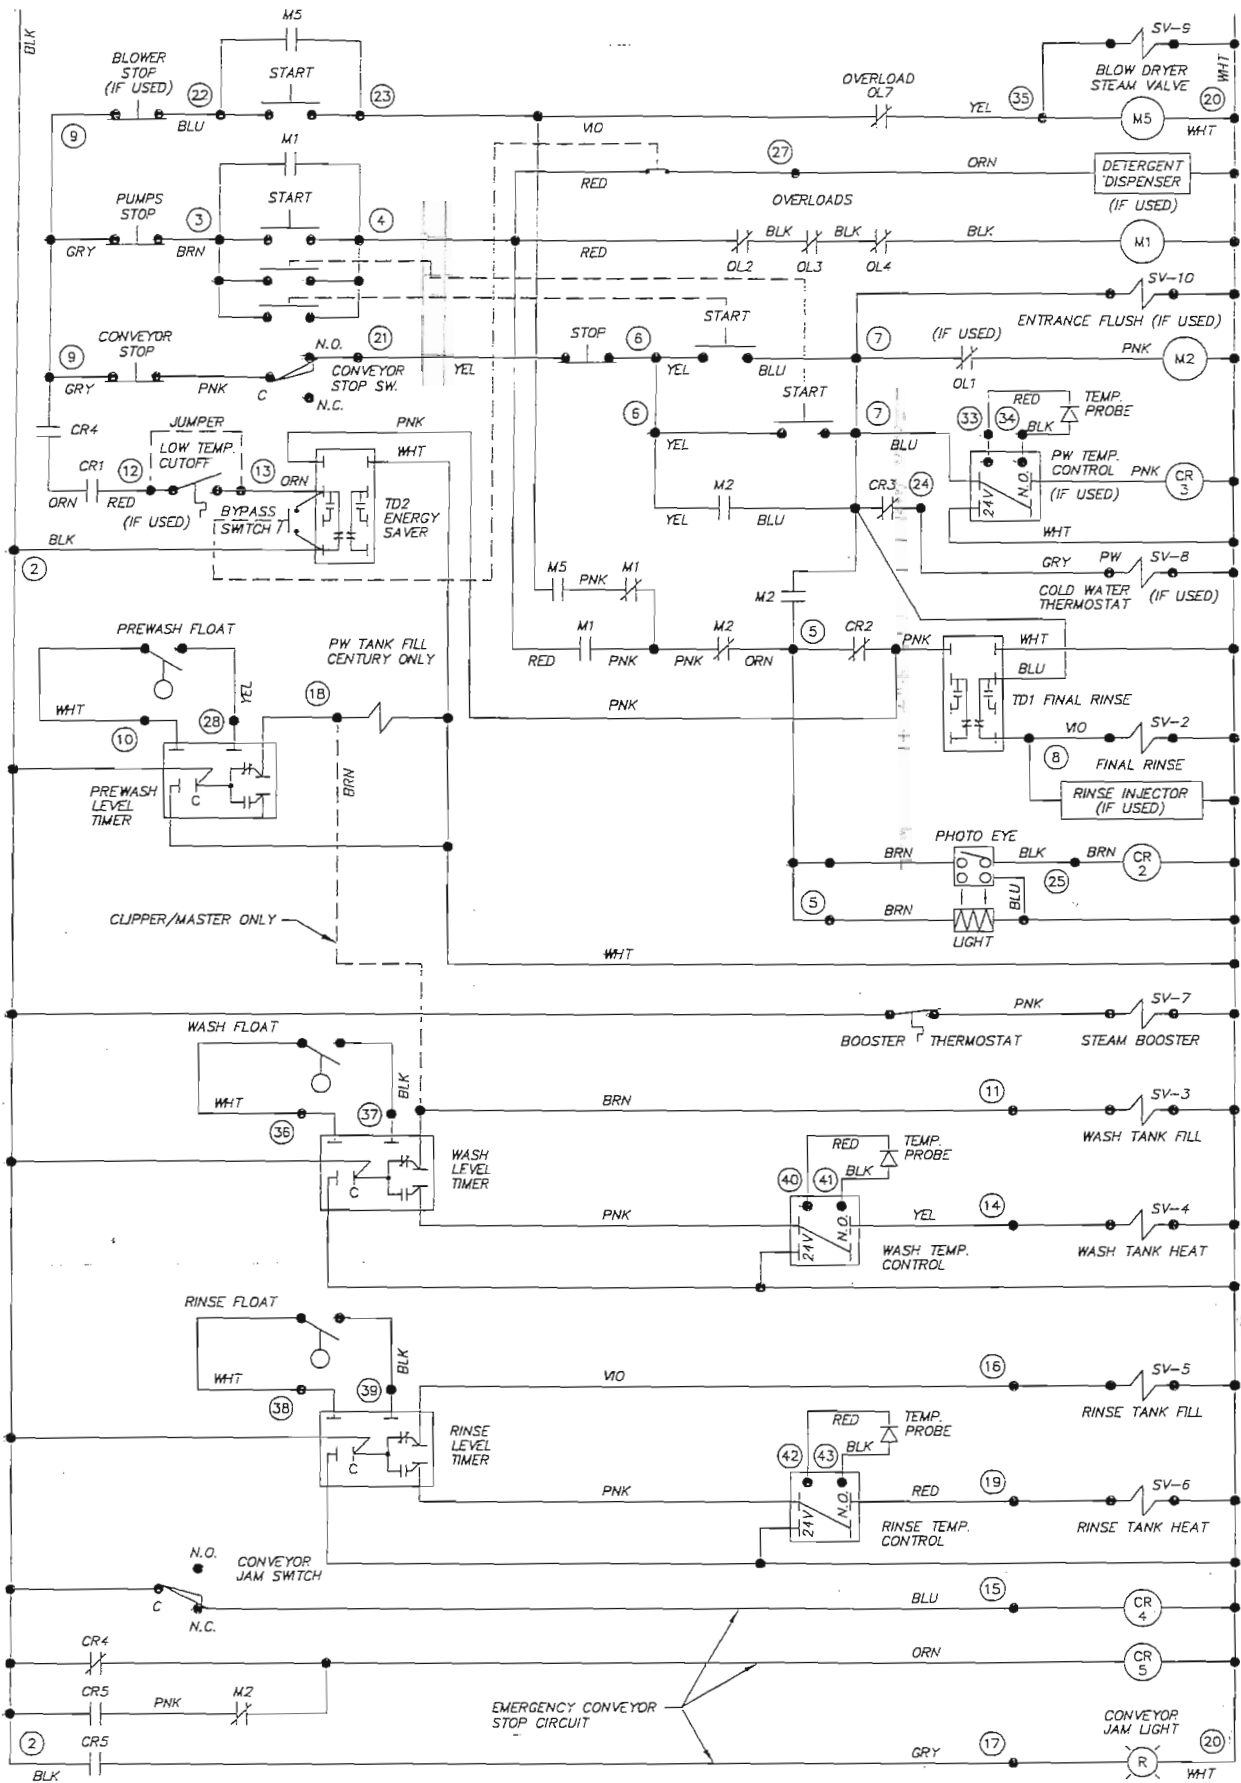 BLK
M5
SV-9
BLOWER
STOP
(IF USED)
START
OVERLOAD
OL7
BLOW DRYER
STEAM VALVE
WHT
22
23
YEL
35
M5
20
WHT
9
BLU
VIO
M1
27
ORN
DETERGENT
DISPENSER
(IF USED)
RED
PUMPS
STOP
START
OVERLOADS
3
4
GRY
BRN
RED
BLK
BLK
BLK
M1
OL2
OL3
OL4
SV-10
ENTRANCE FLUSH (IF USED)
START
CONVEYOR
STOP
N.O.
21
STOP
6
7
(IF USED)
PNK
M2
9
GRY
PNK
C
CONVEYOR
STOP SW.
YEL
YEL
BLU
OL1
N.C.
START
RED
TEMP.
PROBE
CR4
JUMPER
PNK
6
7
33
34
BLK
LOW TEMP.
CUTOFF
WHT
YEL
BLU
PW TEMP.
CONTROL
(IF USED)
PNK
CR
3
CR1
12
13
ORN
M2
CR3
24
24V
N.O.
ORN
RED
(IF USED)
BYPASS
SWITCH
TD2
ENERGY
SAVER
YEL
BLU
WHT
BLK
2
GRY
PW
SV-8
COLD WATER
THERMOSTAT
(IF USED)
M5
PNK
M1
M2
PREWASH FLOAT
PW TANK FILL
CENTURY ONLY
M1
M2
5
CR2
PNK
WHT
RED
PNK
PNK
ORN
BLU
YEL
18
PNK
TD1 FINAL RINSE
WHT
10
28
VIO
SV-2
8
FINAL RINSE
PREWASH
LEVEL
TIMER
C
BRN
RINSE INJECTOR
(IF USED)
PHOTO EYE
BRN
BLK
BRN
CR
2
25
CLIPPER/MASTER ONLY
5
BRN
BLU
LIGHT
WHT
PNK
SV-7
WASH FLOAT
BOOSTER
THERMOSTAT
STEAM BOOSTER
BLK
WHT
36
37
BRN
11
SV-3
WASH TANK FILL
WASH
LEVEL
TIMER
C
RED
TEMP.
PROBE
40
41
BLK
PNK
24V
N.O.
YEL
14
SV-4
WASH TEMP.
CONTROL
WASH TANK HEAT
RINSE FLOAT
BLK
WHT
38
39
VIO
16
SV-5
RINSE TANK FILL
RINSE
LEVEL
TIMER
C
RED
TEMP.
PROBE
42
43
BLK
PNK
24V
N.O.
RED
19
SV-6
RINSE TEMP.
CONTROL
RINSE TANK HEAT
N.O.
CONVEYOR
JAM SWITCH
C
N.C.
BLU
15
CR
4
CR4
ORN
CR
5
CR5
PNK
M2
EMERGENCY CONVEYOR
STOP CIRCUIT
CONVEYOR
JAM LIGHT
2
BLK
CR5
GRY
17
R
20
WHT